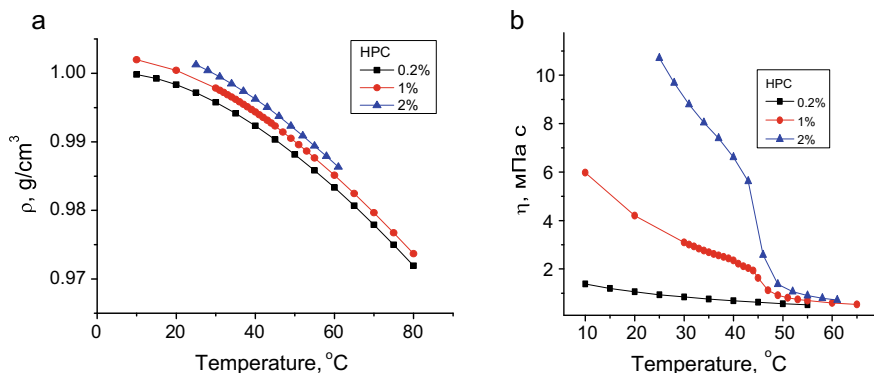 a
HPC
0.2%
1%
2%
1.00
0.99
0.98
0.97
ρ, g/cm³
0 20 40 60 80
Temperature, °C
b
HPC
0.2%
1%
2%
10
8
6
4
2
η, мПа с
10 20 30 40 50 60
Temperature, °C